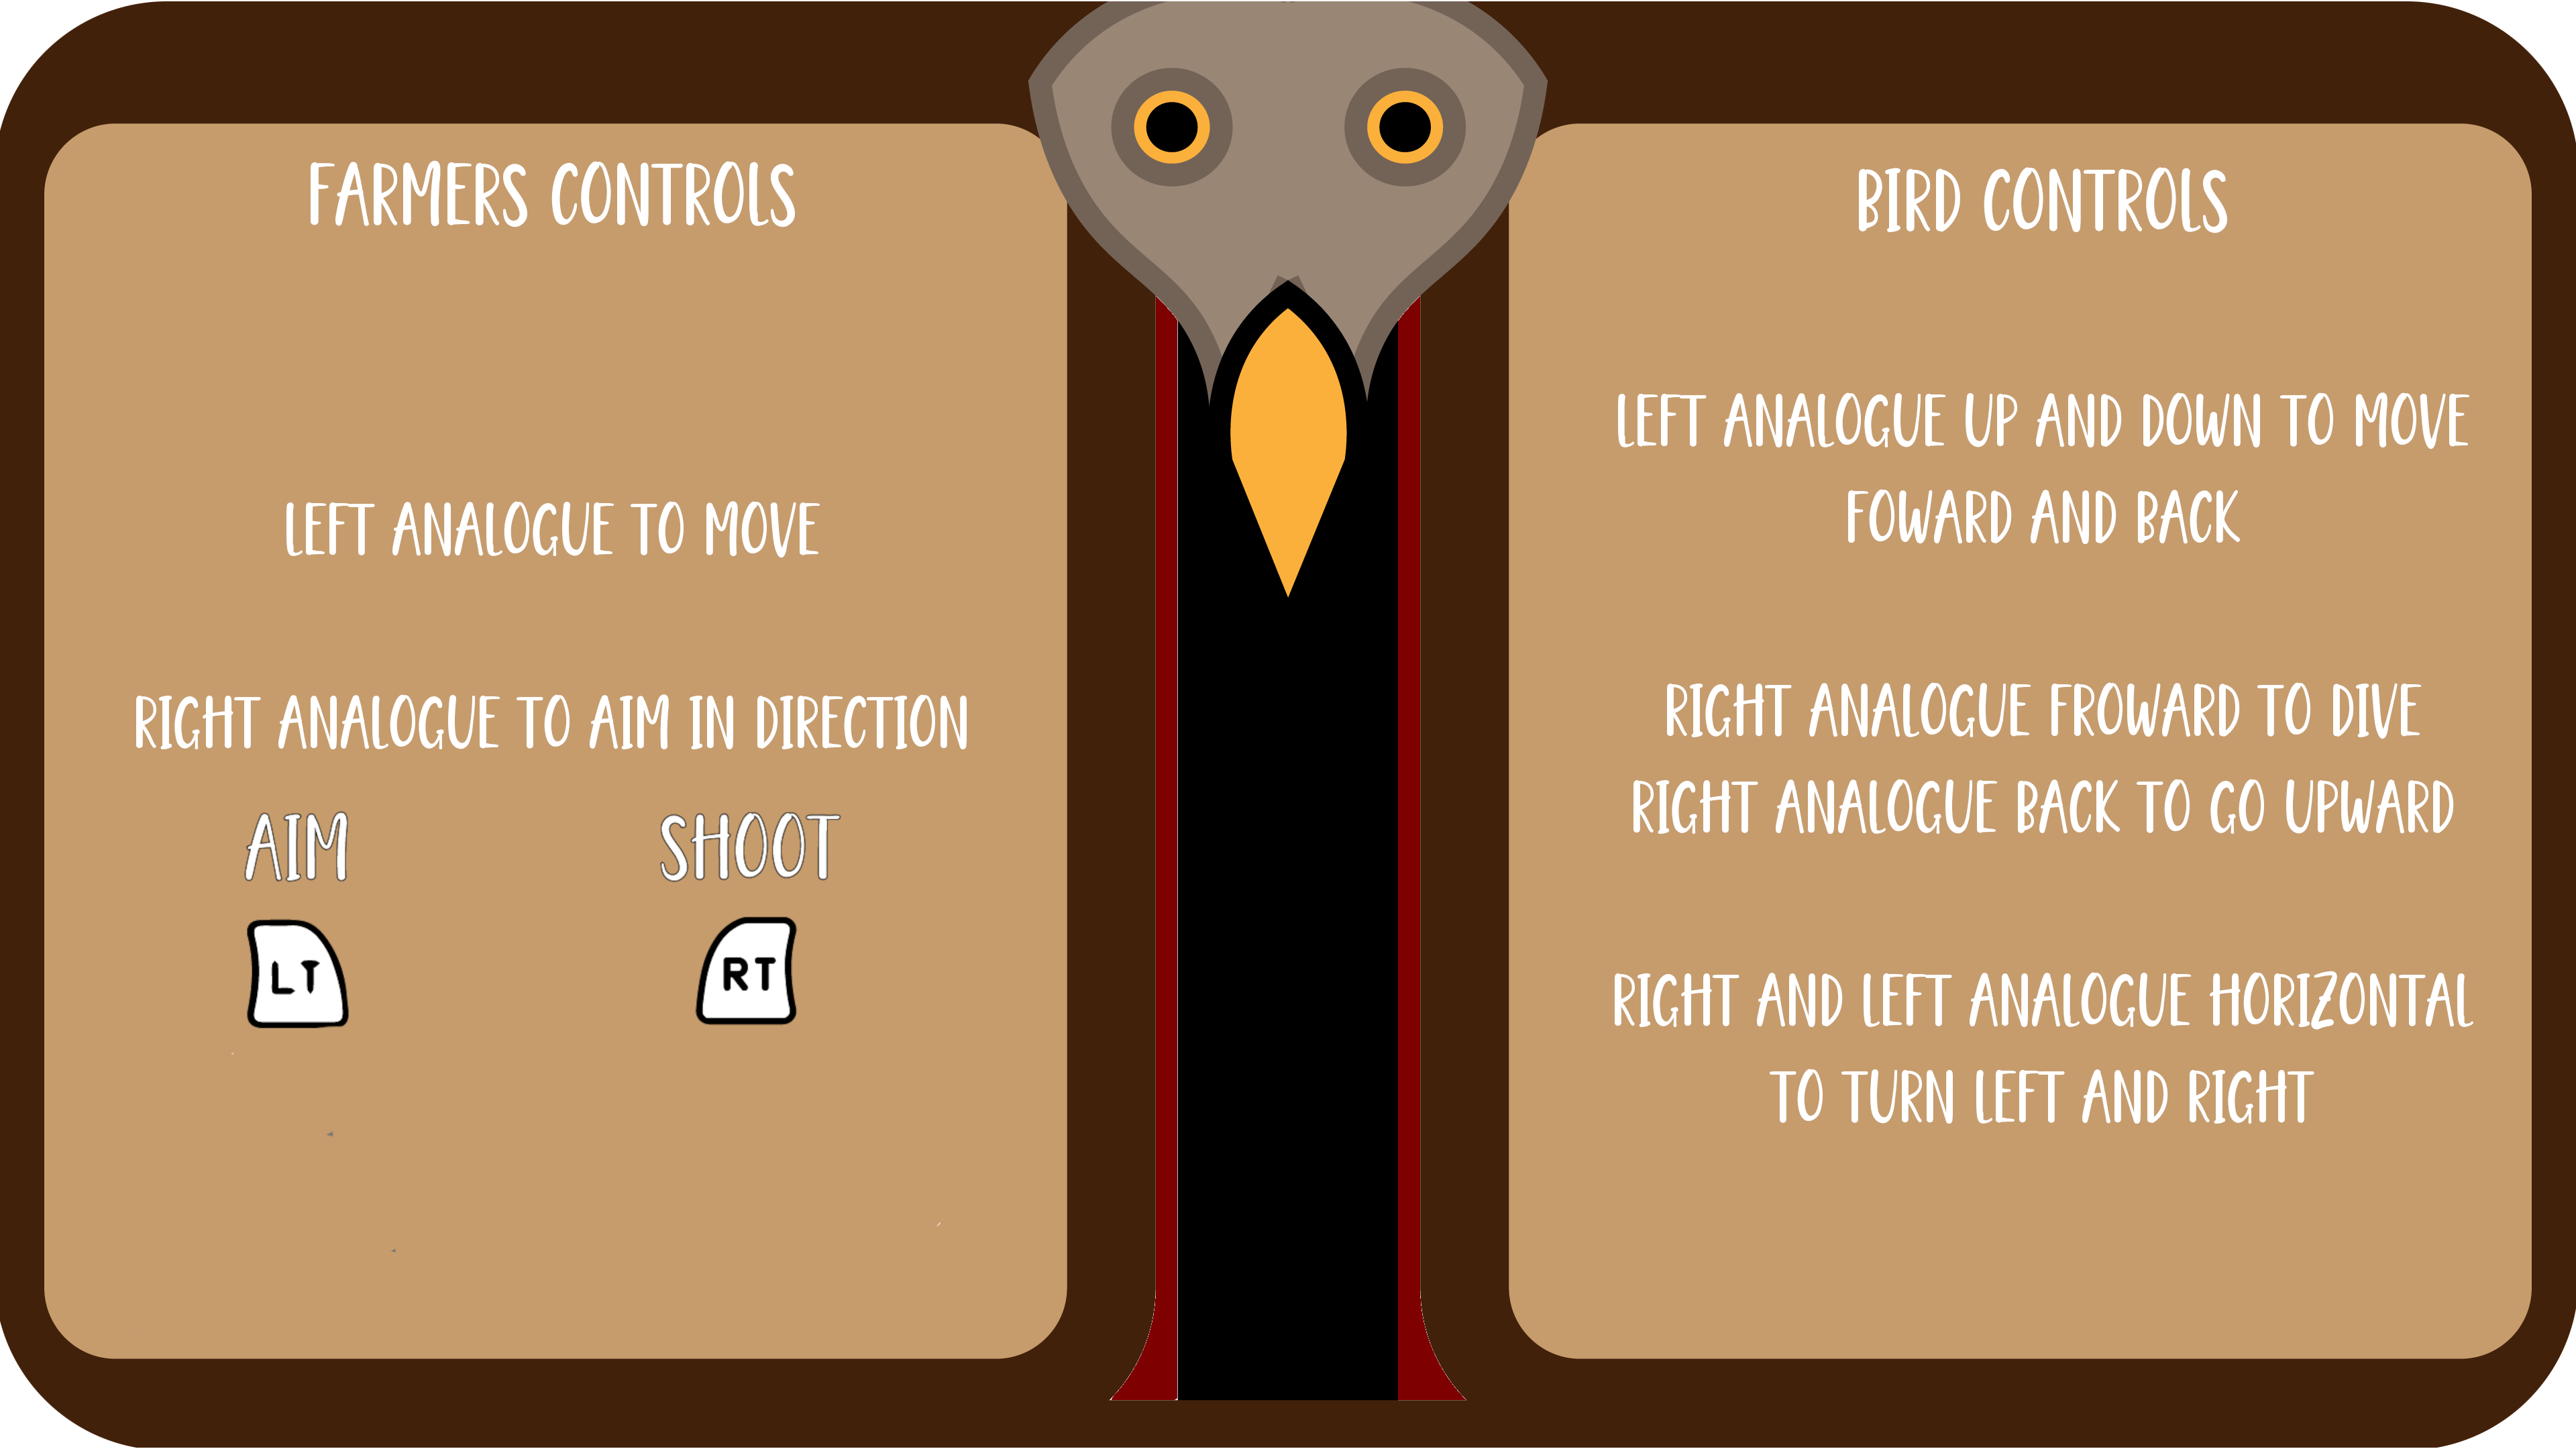 FARMERS CONTROLS
LEFT ANALOGUE TO MOVE
RIGHT ANALOGUE TO AIM IN DIRECTION
AIM SHOOT
LT RT
BIRD CONTROLS
LEFT ANALOGUE UP AND DOWN TO MOVE
FOWARD AND BACK
RIGHT ANALOGUE FROWARD TO DIVE
RIGHT ANALOGUE BACK TO GO UPWARD
RIGHT AND LEFT ANALOGUE HORIZONTAL
TO TURN LEFT AND RIGHT